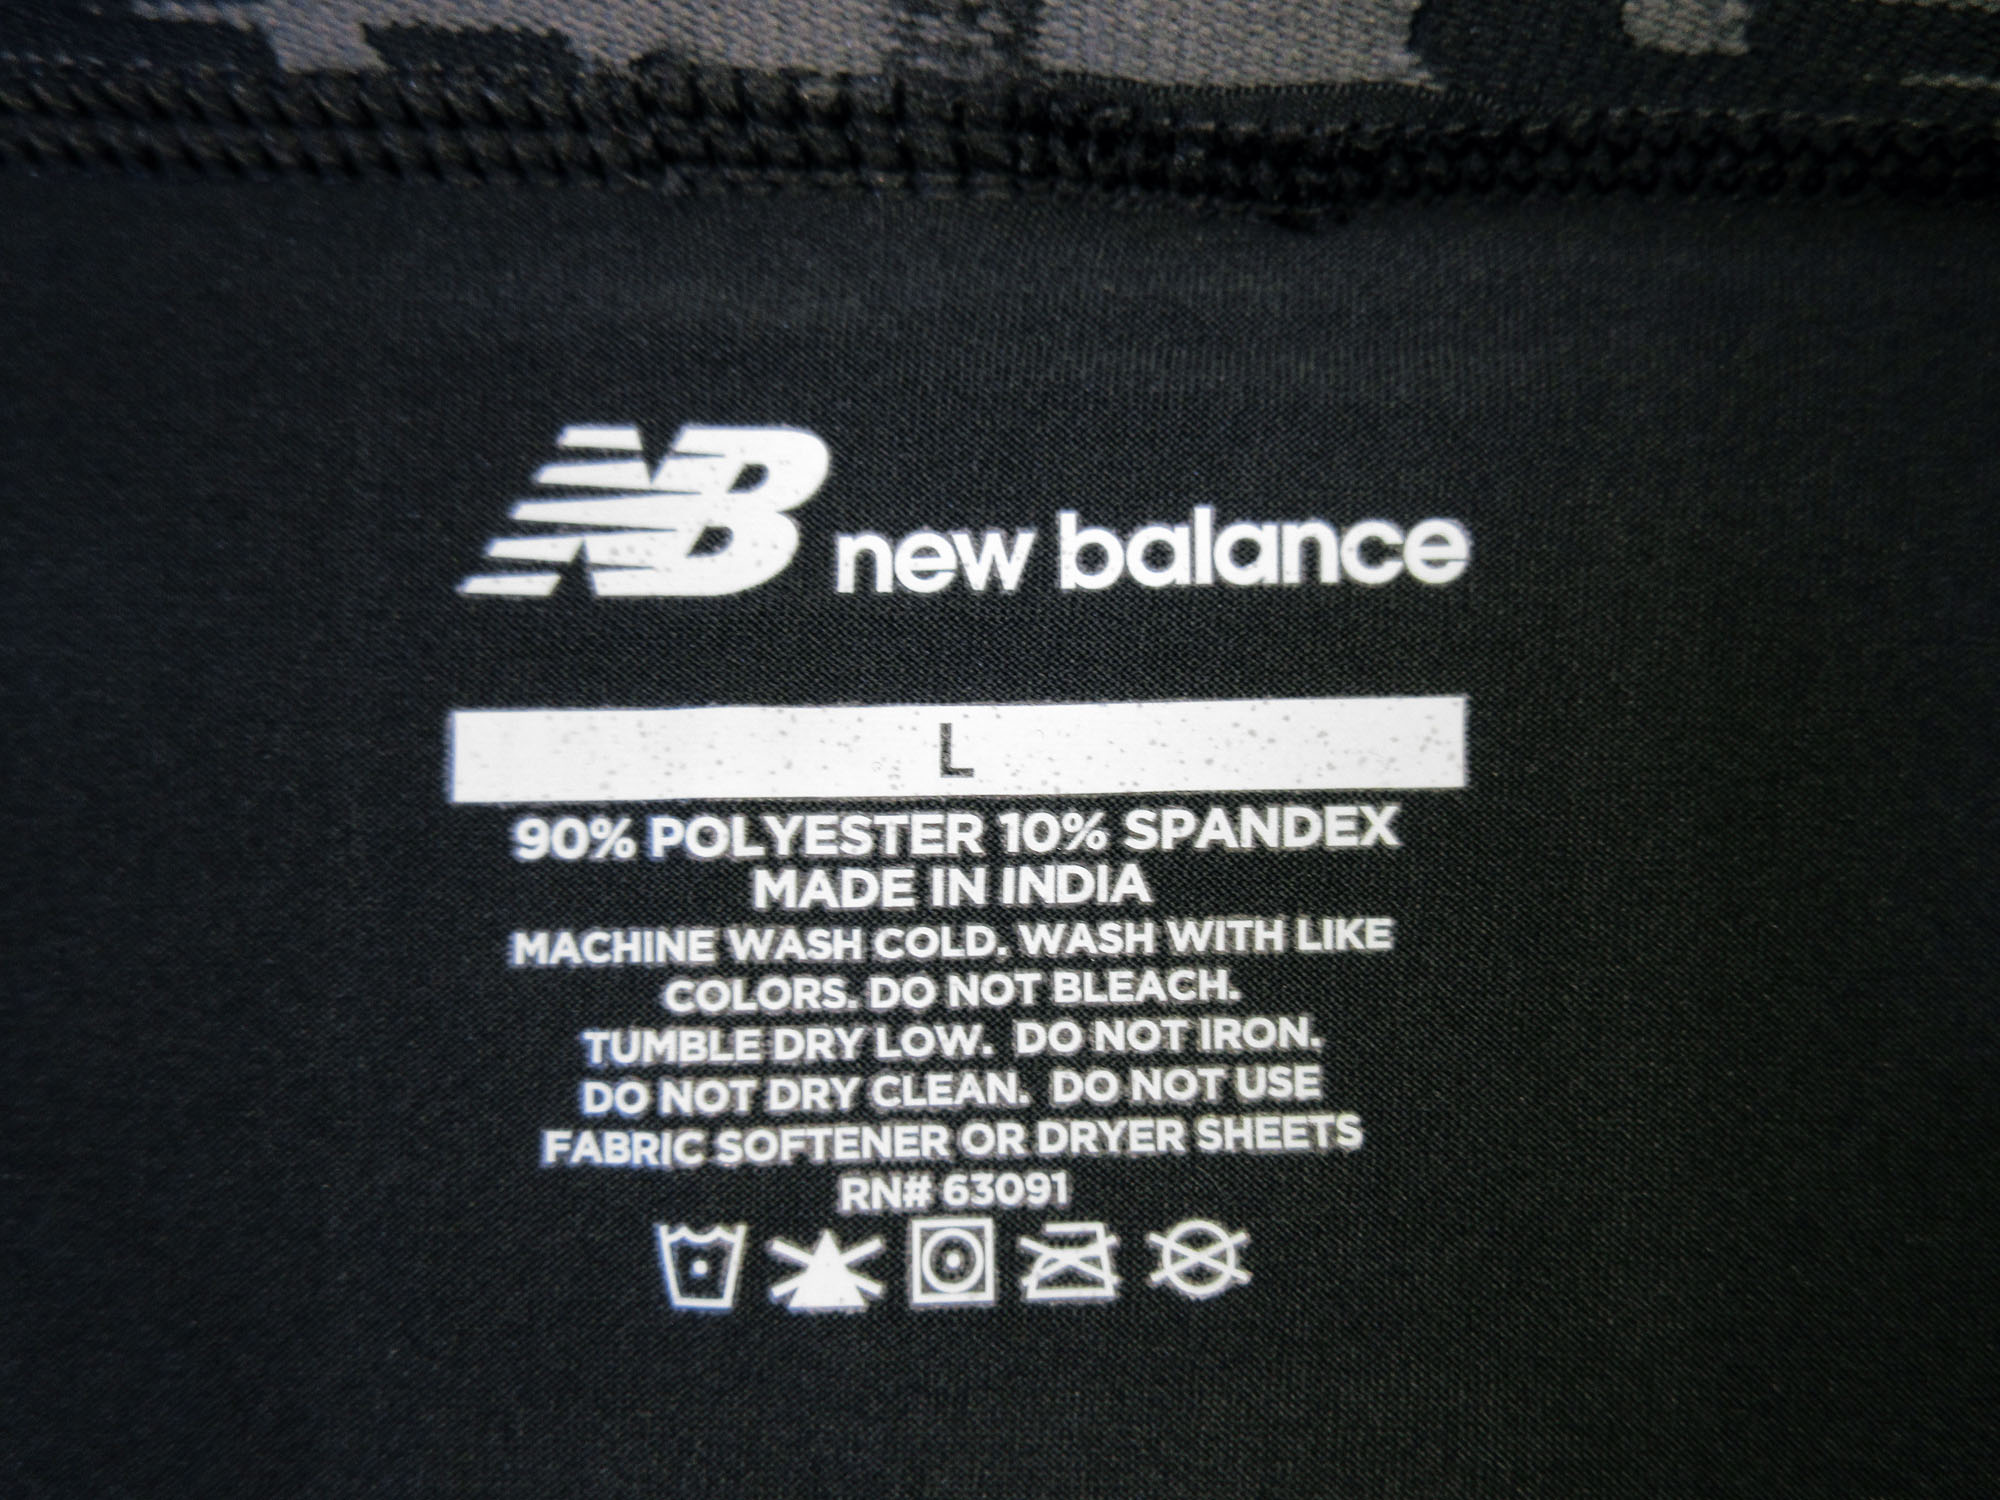 NB new balance
L
90% POLYESTER 10% SPANDEX
MADE IN INDIA
MACHINE WASH COLD. WASH WITH LIKE
COLORS. DO NOT BLEACH.
TUMBLE DRY LOW. DO NOT IRON.
DO NOT DRY CLEAN. DO NOT USE
FABRIC SOFTENER OR DRYER SHEETS
RN# 63091